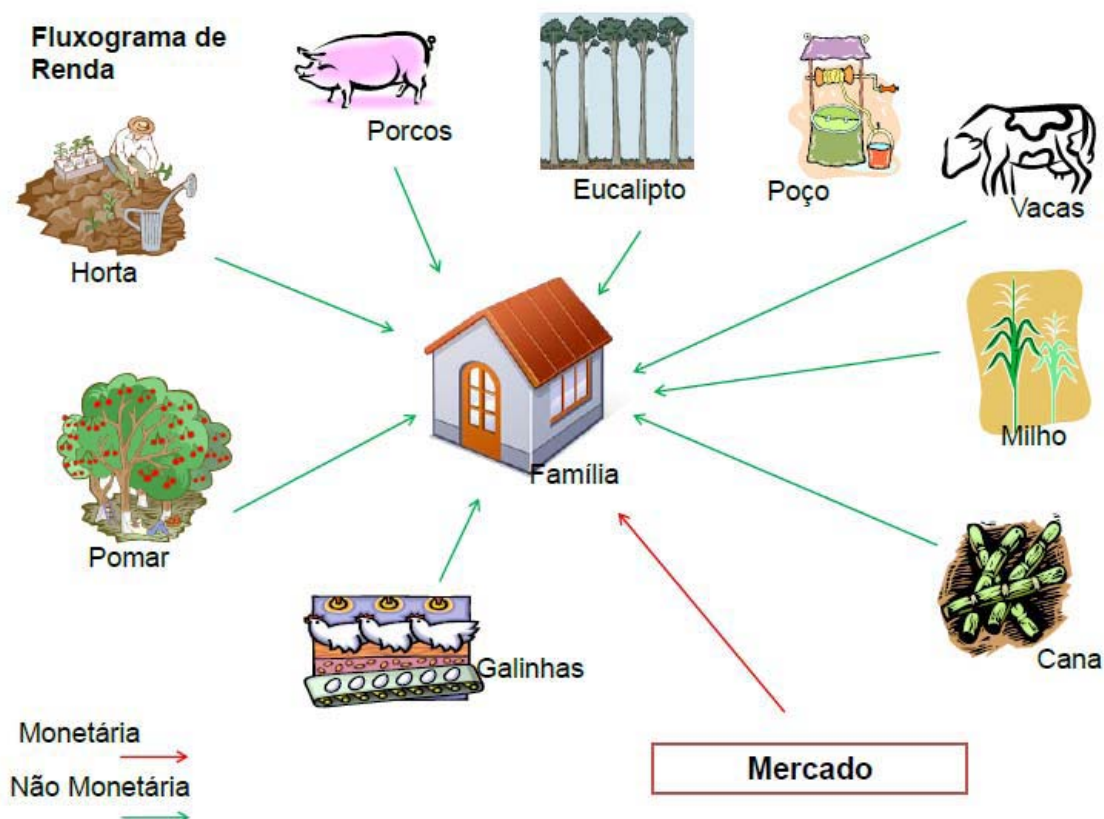 Fluxograma de
Renda
Porcos
Eucalipto
Poço
Vacas
Horta
Milho
Família
Pomar
Galinhas
Cana
Monetária
Não Monetária
Mercado